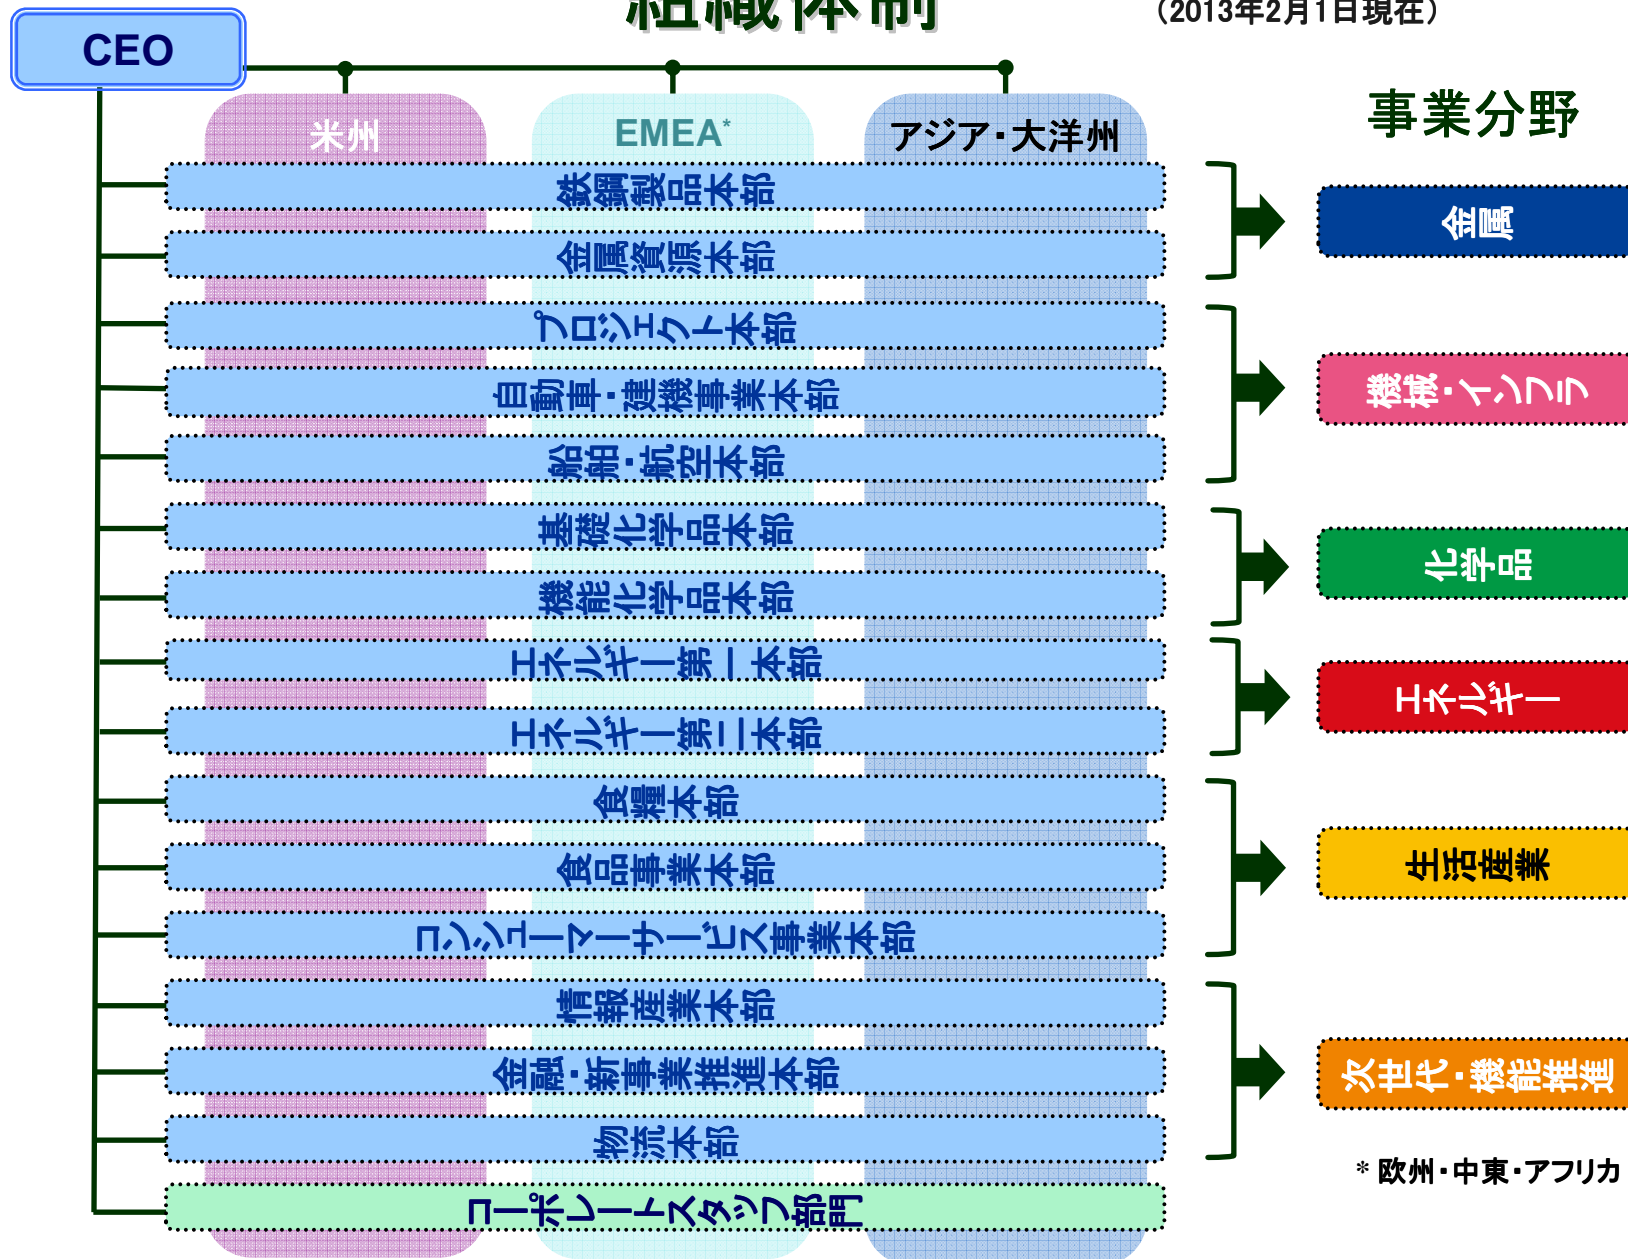 組織体制
（2013年2月1日現在）
CEO
事業分野
米州
EMEA*
アジア・大洋州
鉄鋼製品本部
金属資源本部
金属
プロジェクト本部
自動車・建機事業本部
船舶・航空本部
機械・インフラ
基礎化学品本部
機能化学品本部
化学品
エネルギー第一本部
エネルギー第二本部
エネルギー
食糧本部
食品事業本部
コンシューマーサービス事業本部
生活産業
情報産業本部
金融・新事業推進本部
物流本部
次世代・機能推進
コーポレートスタッフ部門
* 欧州・中東・アフリカ